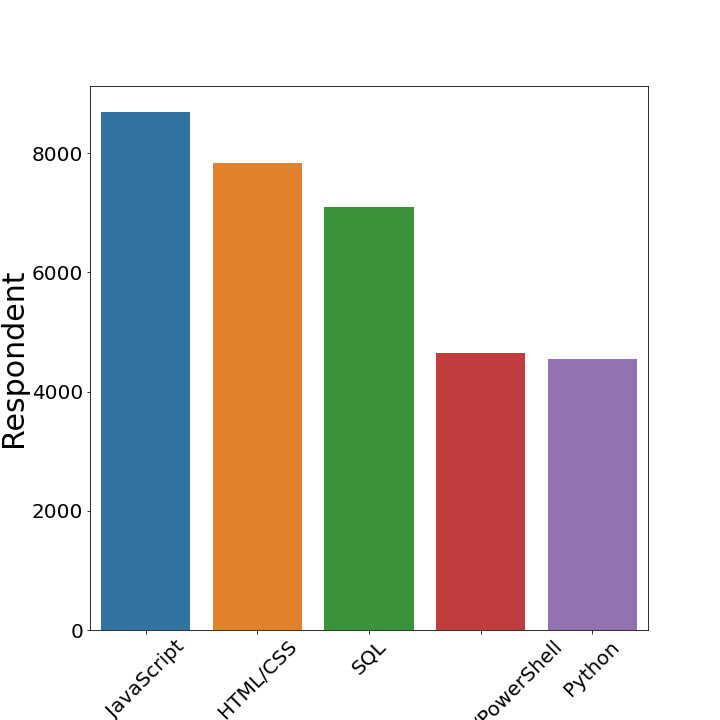 8000
6000
4000
2000
0
Respondent
JavaScript
HTML/CSS
SQL
/PowerShell
Python